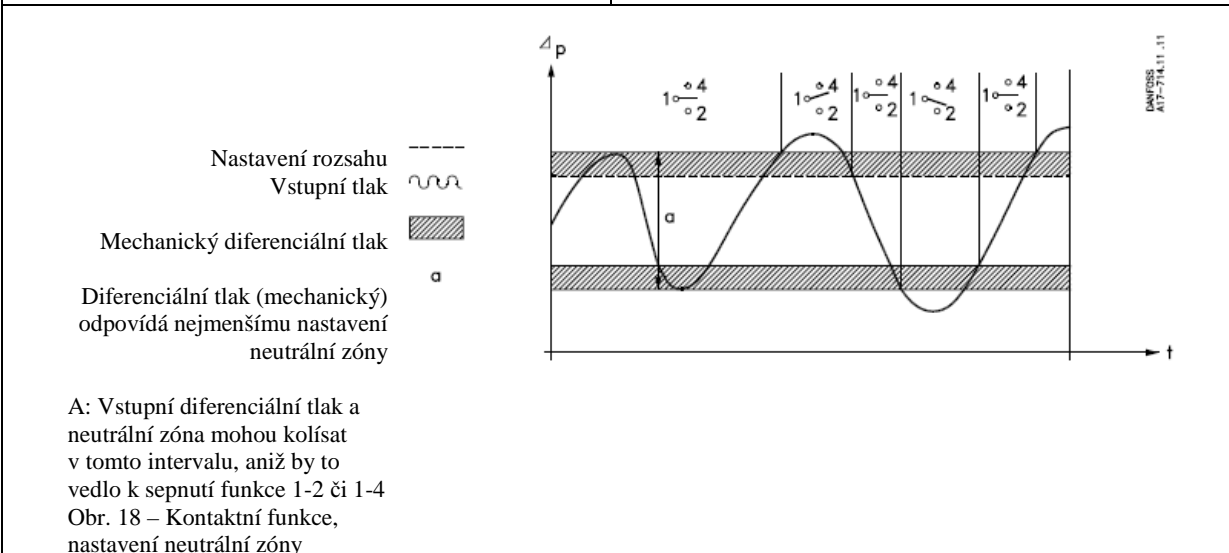 Nastavení rozsahu
Vstupní tlak
Mechanický diferenciální tlak
a
Diferenciální tlak (mechanický)
odpovídá nejmenšímu nastavení
neutrální zóny
A: Vstupní diferenciální tlak a
neutrální zóna mohou kolísat
v tomto intervalu, aniž by to
vedlo k sepnutí funkce 1-2 či 1-4
Obr. 18 – Kontaktní funkce,
nastavení neutrální zóny
Δp
1 4 2
1 4 2
1 4 2
1 4 2
1 4 2
a
t
DANFOSS
A17-714.11 .11